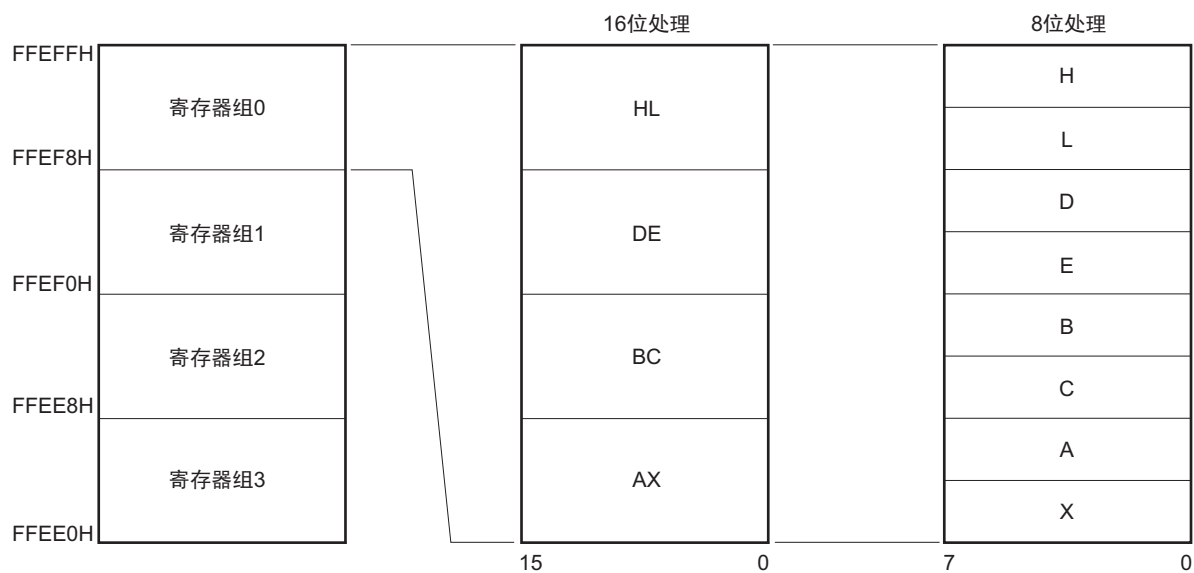 16位处理
8位处理
FFEFFH
寄存器组0
HL
H
L
FFEF8H
寄存器组1
DE
D
E
FFEF0H
寄存器组2
BC
B
C
FFEE8H
寄存器组3
AX
A
X
FFEE0H
15 0 7 0